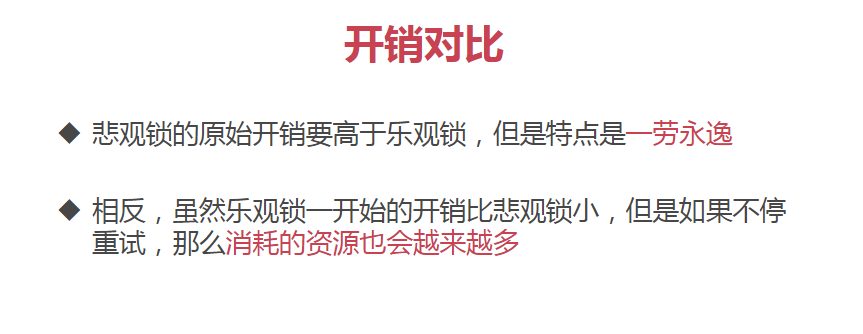 开销对比
◆ 悲观锁的原始开销要高于乐观锁，但是特点是一劳永逸
◆ 相反，虽然乐观锁一开始的开销比悲观锁小，但是如果不停
重试，那么消耗的资源也会越来越多